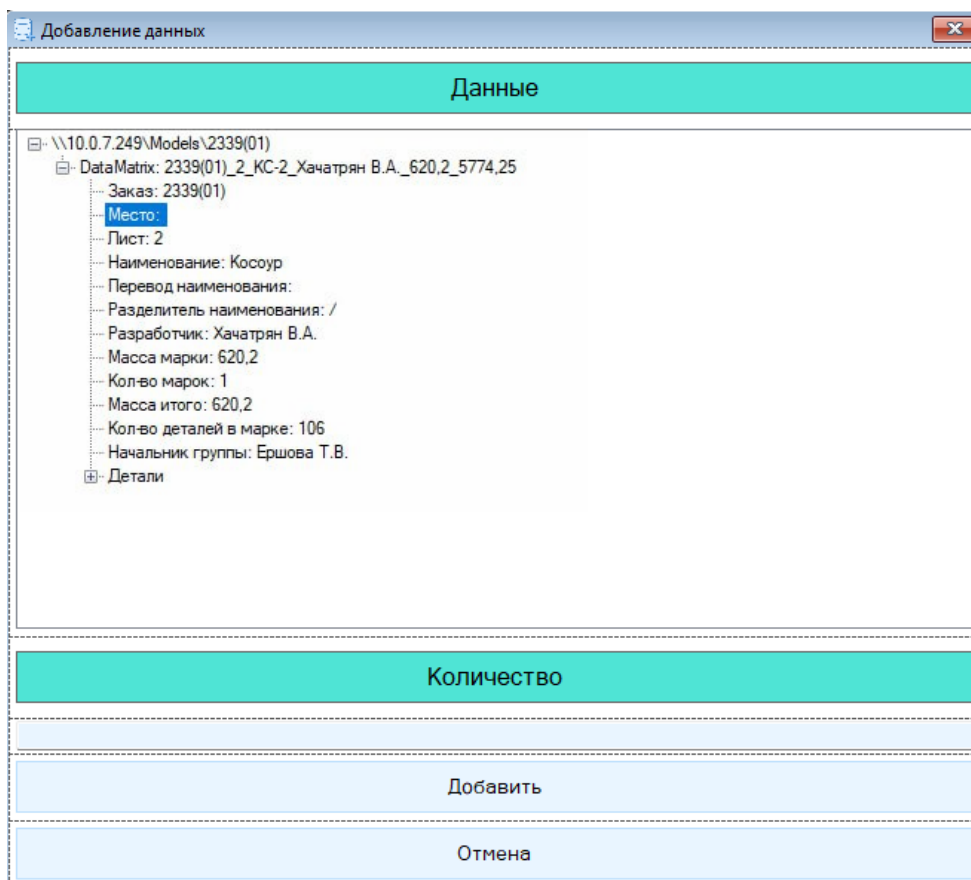 Добавление данных
Данные
\\10.0.7.249\Models\2339(01)
DataMatrix: 2339(01)_2_КС-2_Хачатрян В.А._620,2_5774,25
Заказ: 2339(01)
Место:
Лист: 2
Наименование: Косоур
Перевод наименования:
Разделитель наименования: /
Разработчик: Хачатрян В.А.
Масса марки: 620,2
Кол-во марок: 1
Масса итого: 620,2
Кол-во деталей в марке: 106
Начальник группы: Ершова Т.В.
Детали
Количество
Добавить
Отмена